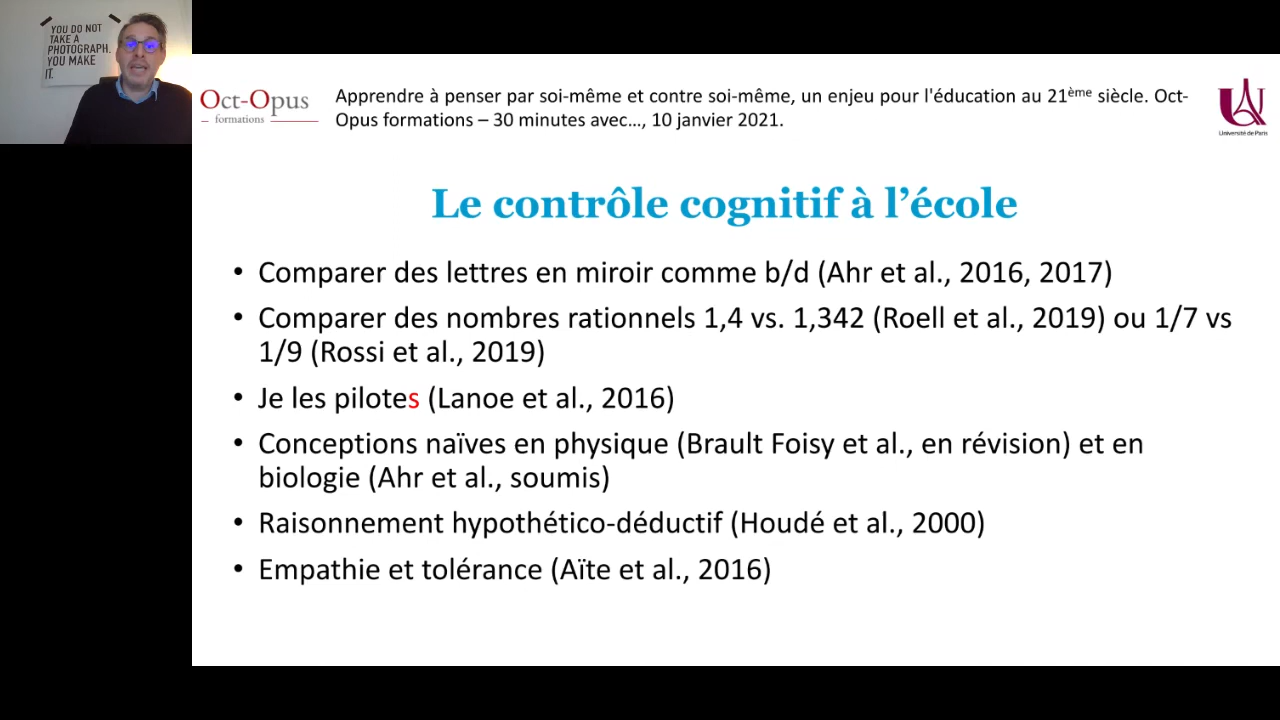 YOU DO NOT
TAKE A
PHOTOGRAPH.
YOU MAKE
IT.
Oct-Opus
formations
Apprendre à penser par soi-même et contre soi-même, un enjeu pour l'éducation au 21ème siècle. Oct-
Opus formations – 30 minutes avec…, 10 janvier 2021.
Université de Paris
Le contrôle cognitif à l’école
• Comparer des lettres en miroir comme b/d (Ahr et al., 2016, 2017)
• Comparer des nombres rationnels 1,4 vs. 1,342 (Roell et al., 2019) ou 1/7 vs
1/9 (Rossi et al., 2019)
• Je les pilotes (Lanoe et al., 2016)
• Conceptions naïves en physique (Brault Foisy et al., en révision) et en
biologie (Ahr et al., soumis)
• Raisonnement hypothético-déductif (Houdé et al., 2000)
• Empathie et tolérance (Aïte et al., 2016)